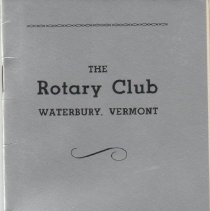 THE
Rotary Club
WATERBURY, VERMONT